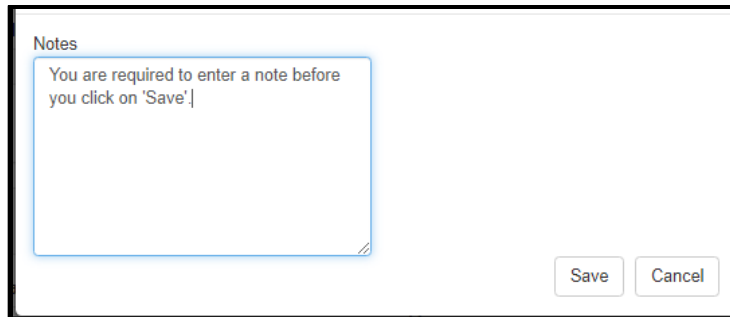 Notes
You are required to enter a note before
you click on 'Save'.
Save Cancel